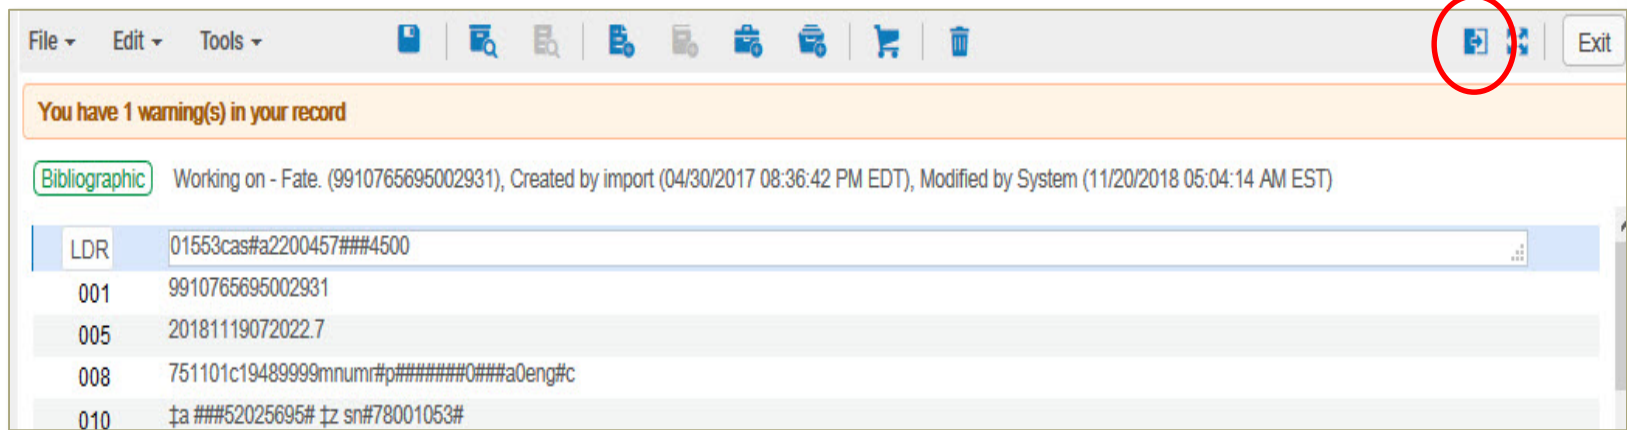 File Edit Tools Exit
You have 1 warning(s) in your record
Bibliographic Working on - Fate. (9910765695002931), Created by import (04/30/2017 08:36:42 PM EDT), Modified by System (11/20/2018 05:04:14 AM EST)
LDR 01553cas#a2200457###4500
001 9910765695002931
005 20181119072022.7
008 751101c19489999mnumr#p#######0###a0eng#c
010 ‡a ###52025695# ‡z sn#78001053#